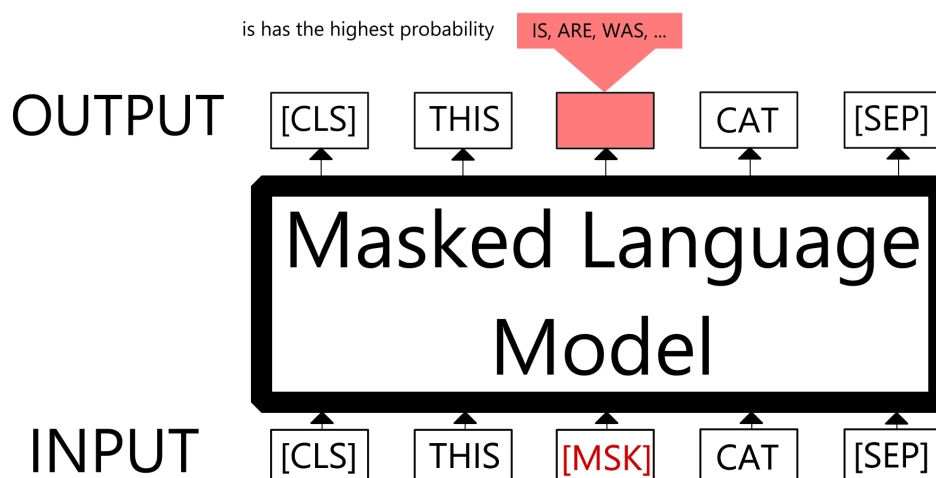 is has the highest probability IS, ARE, WAS, ...
OUTPUT [CLS] THIS CAT [SEP]
Masked Language
Model
INPUT [CLS] THIS [MSK] CAT [SEP]